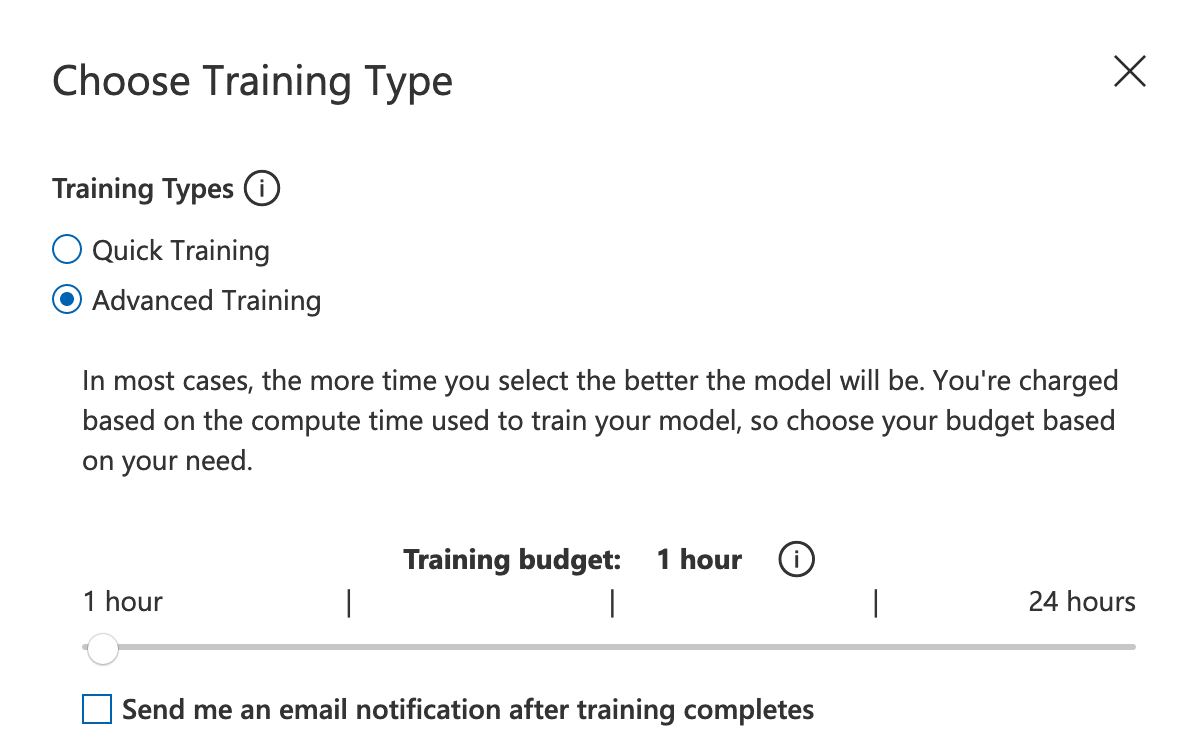 Choose Training Type
Training Types
Quick Training
Advanced Training
In most cases, the more time you select the better the model will be. You're charged
based on the compute time used to train your model, so choose your budget based
on your need.
Training budget: 1 hour
1 hour | | | 24 hours
Send me an email notification after training completes